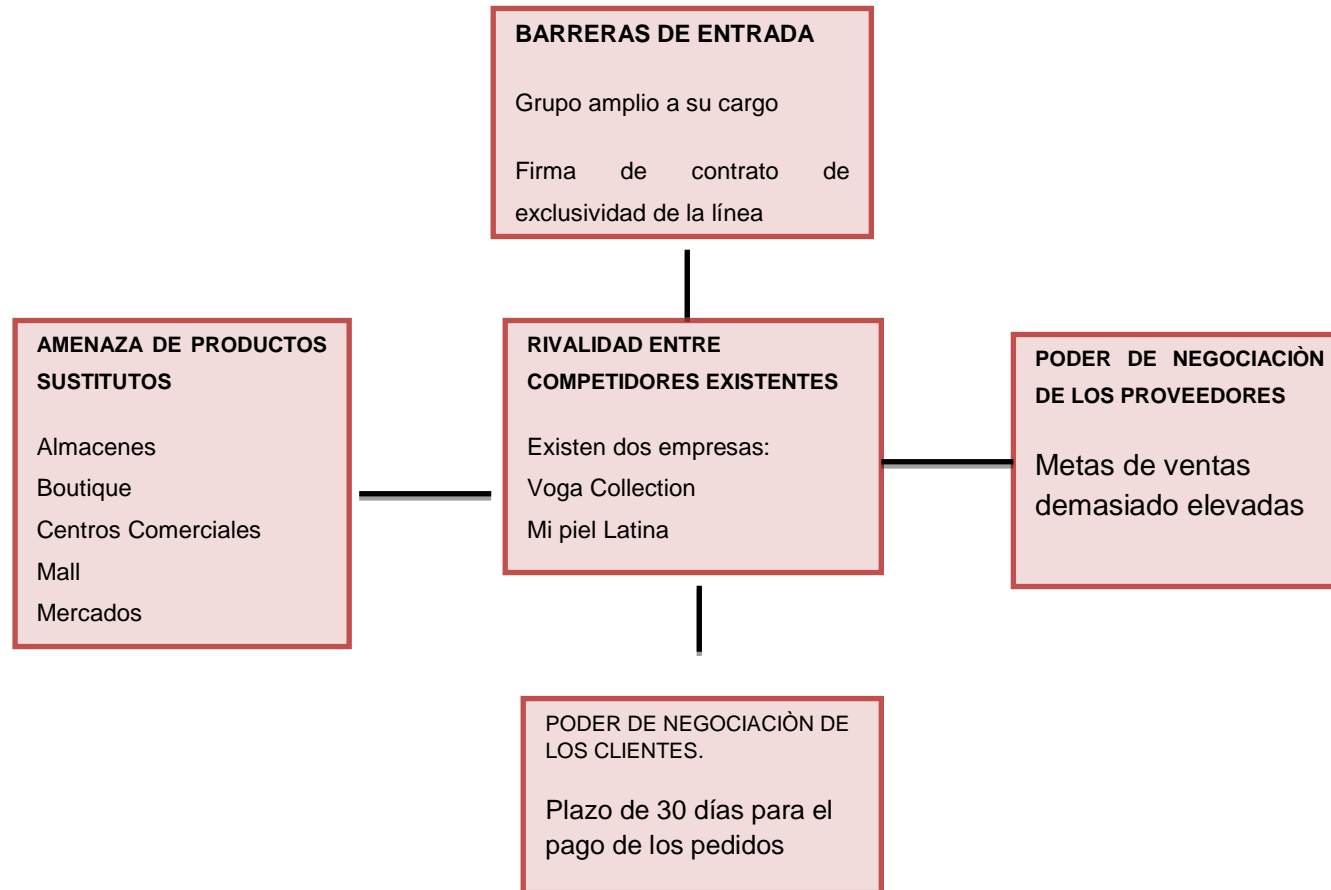 BARRERAS DE ENTRADA
Grupo amplio a su cargo
Firma de contrato de
exclusividad de la línea
AMENAZA DE PRODUCTOS
SUSTITUTOS
Almacenes
Boutique
Centros Comerciales
Mall
Mercados
RIVALIDAD ENTRE
COMPETIDORES EXISTENTES
Existen dos empresas:
Voga Collection
Mi piel Latina
PODER DE NEGOCIACIÒN
DE LOS PROVEEDORES
Metas de ventas
demasiado elevadas
PODER DE NEGOCIACIÒN DE
LOS CLIENTES.
Plazo de 30 días para el
pago de los pedidos